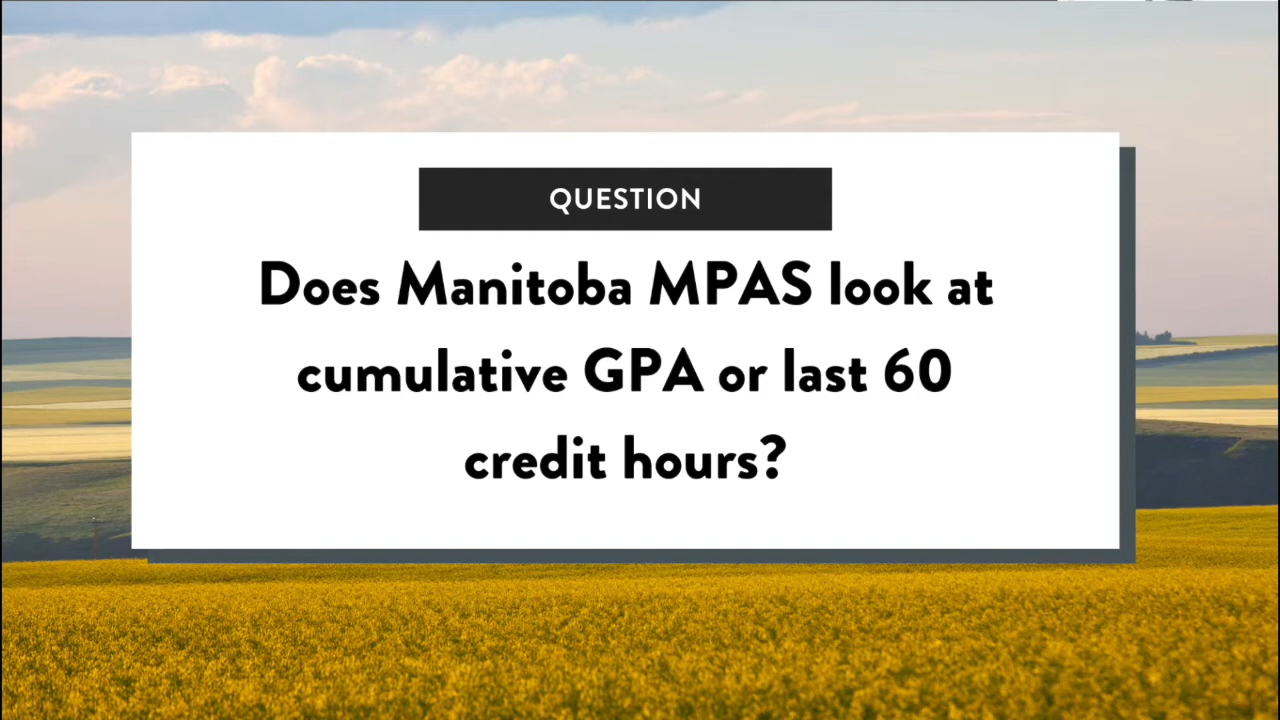 QUESTION
Does Manitoba MPAS look at
cumulative GPA or last 60
credit hours?